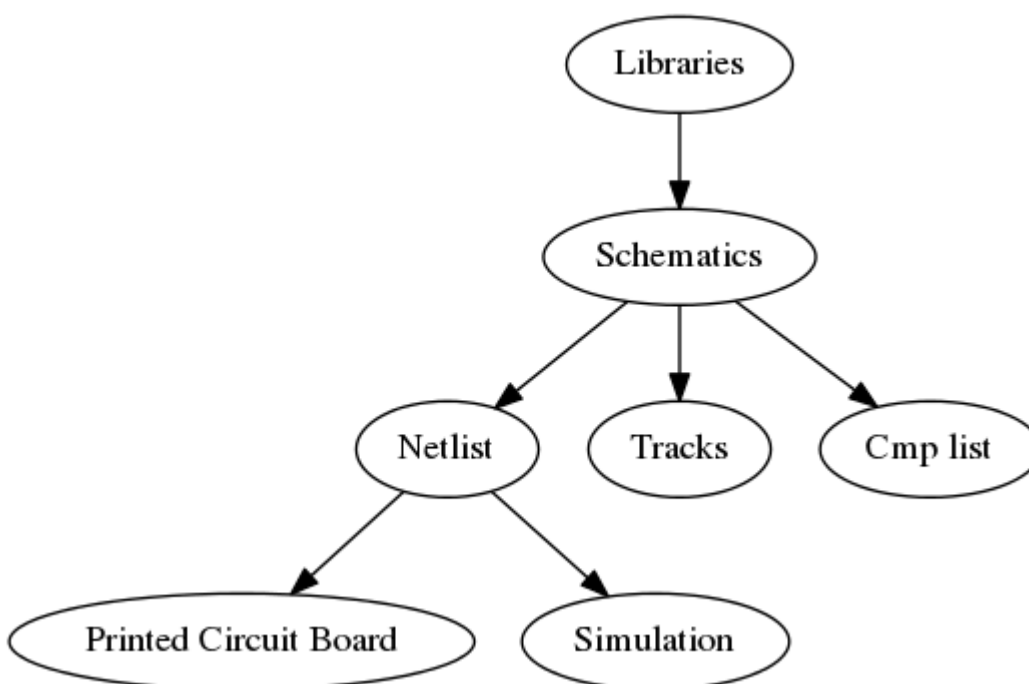 Libraries
Schematics
Netlist
Tracks
Cmp list
Printed Circuit Board
Simulation